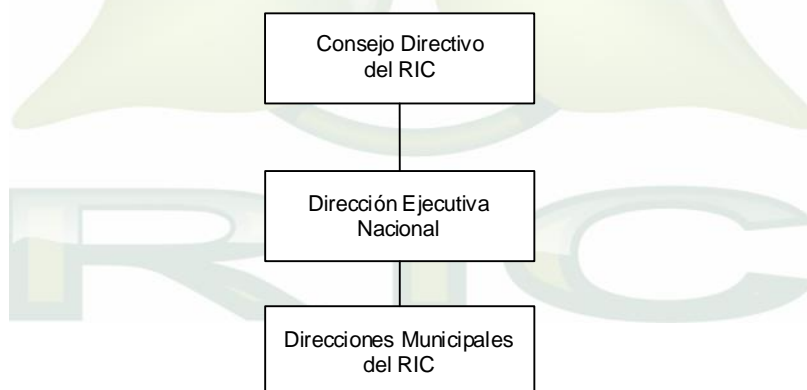 Consejo Directivo
del RIC
Dirección Ejecutiva
Nacional
RIC
Direcciones Municipales
del RIC